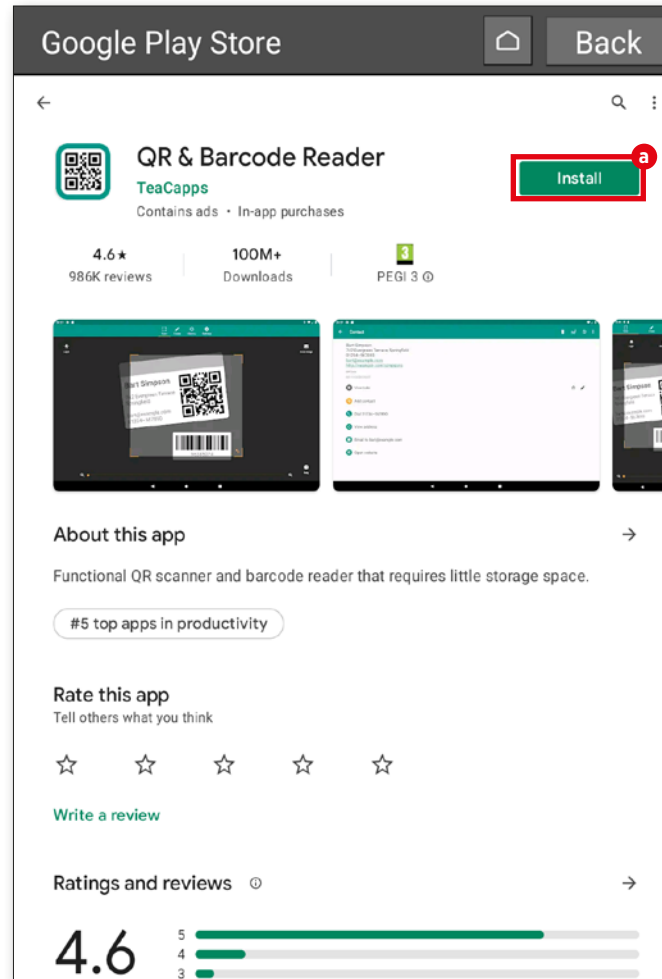 Google Play Store
Back
QR & Barcode Reader
a
Install
TeaCapps
Contains ads • In-app purchases
4.6★
986K reviews
100M+
Downloads
3
PEGI 3
Bart Simpson
About this app
Functional QR scanner and barcode reader that requires little storage space.
#5 top apps in productivity
Rate this app
Tell others what you think
Write a review
Ratings and reviews
4.6
5
4
3